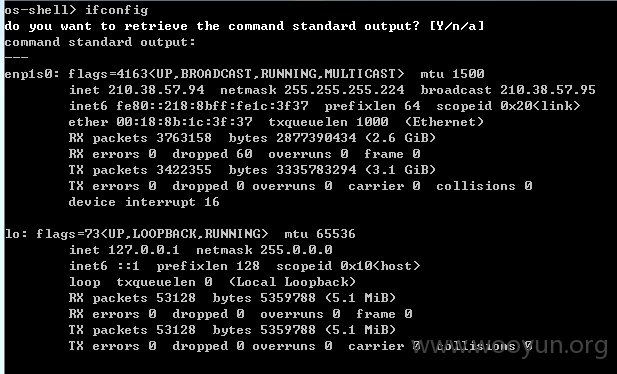 os-shell> ifconfig
do you want to retrieve the command standard output? [Y/n/a]
command standard output:
---
enp1s0: flags=4163<UP,BROADCAST,RUNNING,MULTICAST>  mtu 1500
        inet 210.38.57.94  netmask 255.255.255.224  broadcast 210.38.57.95
        inet6 fe80::218:8bff:fe1c:3f37  prefixlen 64  scopeid 0x20<link>
        ether 00:18:8b:1c:3f:37  txqueuelen 1000  (Ethernet)
        RX packets 3763158  bytes 2877390434 (2.6 GiB)
        RX errors 0  dropped 60  overruns 0  frame 0
        TX packets 3422355  bytes 3335783294 (3.1 GiB)
        TX errors 0  dropped 0 overruns 0  carrier 0  collisions 0
        device interrupt 16

lo: flags=73<UP,LOOPBACK,RUNNING>  mtu 65536
        inet 127.0.0.1  netmask 255.0.0.0
        inet6 ::1  prefixlen 128  scopeid 0x10<host>
        loop  txqueuelen 0  (Local Loopback)
        RX packets 53128  bytes 5359788 (5.1 MiB)
        RX errors 0  dropped 0  overruns 0  frame 0
        TX packets 53128  bytes 5359788 (5.1 MiB)
        TX errors 0  dropped 0 overruns 0  carrier 0  collisions 0
www.wooyun.org